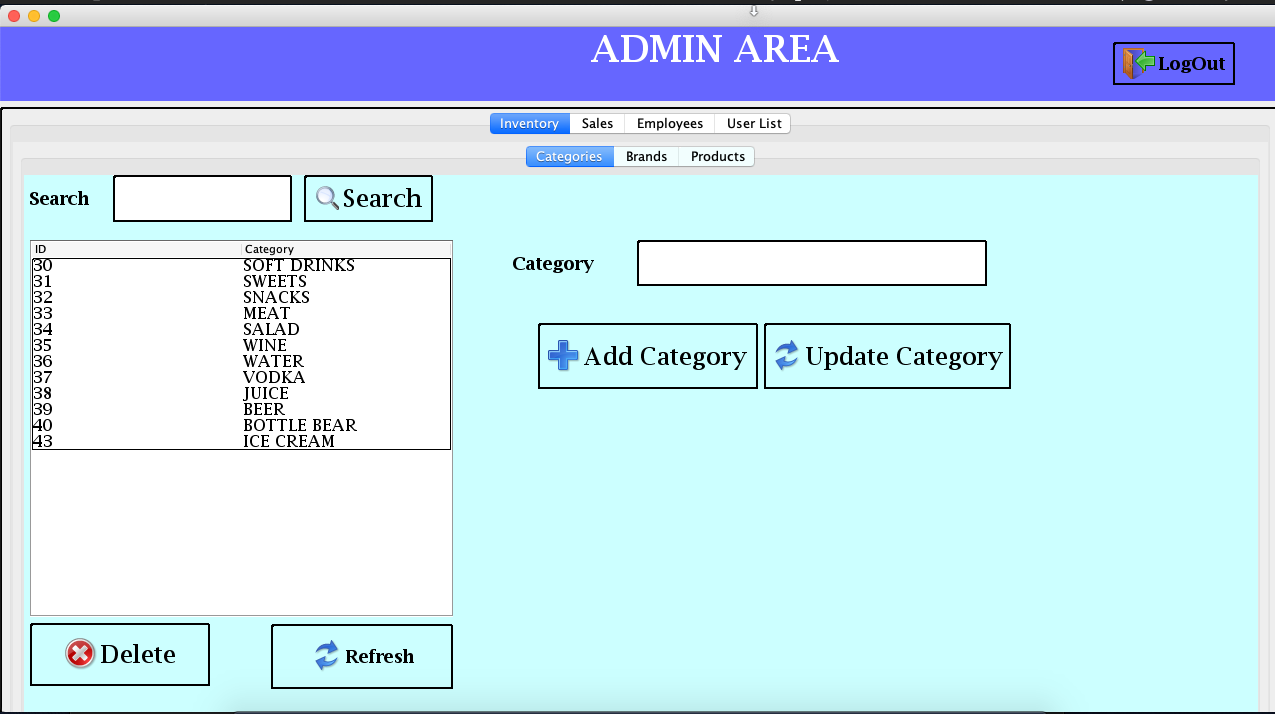 ADMIN AREA
LogOut
Inventory Sales Employees User List
Categories Brands Products
Search Search
ID Category
30 SOFT DRINKS
31 SWEETS
32 SNACKS
33 MEAT
34 SALAD
35 WINE
36 WATER
37 VODKA
38 JUICE
39 BEER
40 BOTTLE BEAR
43 ICE CREAM
Category
Add Category Update Category
Delete Refresh